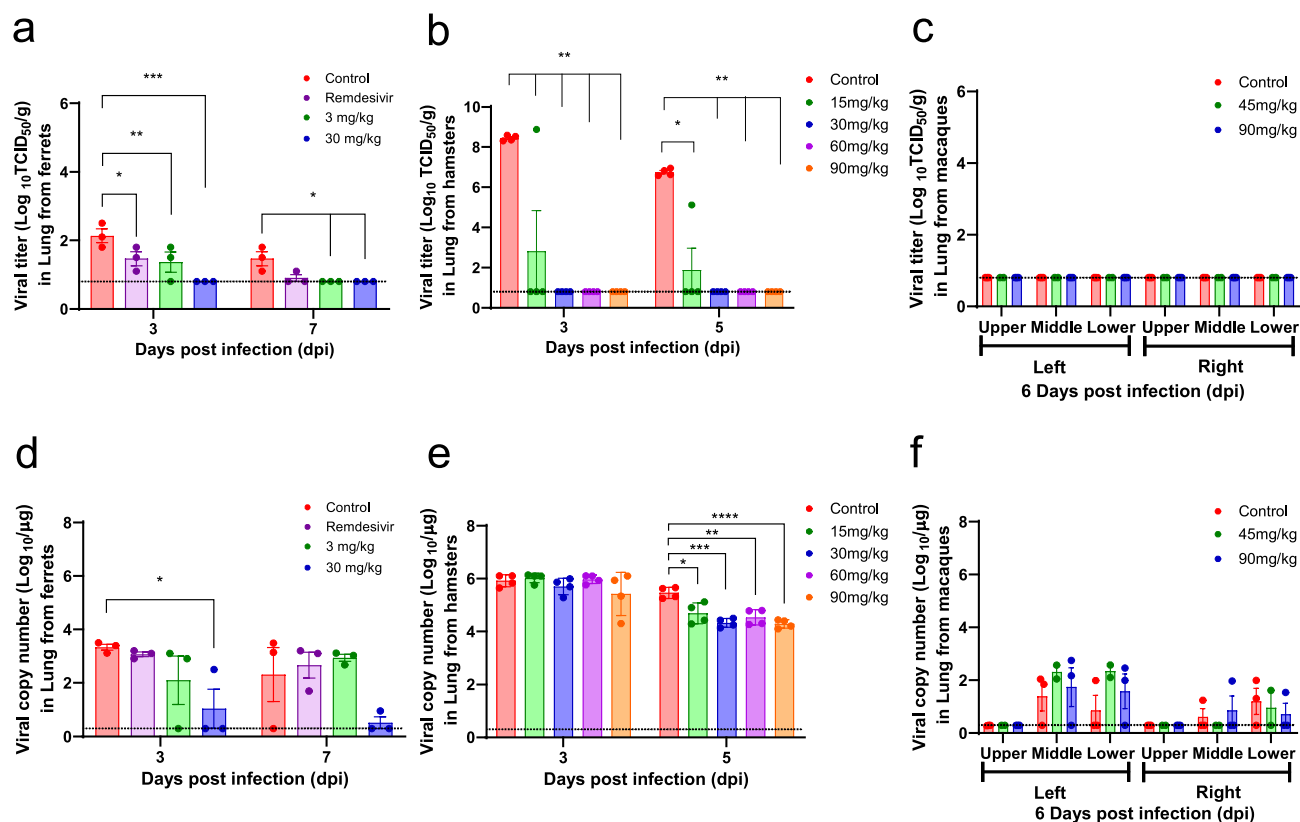 a
Viral titer (Log 10TCID50/g)
in Lung from ferrets
6
4
2
0
***
**
*
*
Control
Remdesivir
3 mg/kg
30 mg/kg
3
7
Days post infection (dpi)
b
Viral titer (Log10 TCID50/g)
in Lung from hamsters
10
8
6
4
2
0
**
**
*
Control
15mg/kg
30mg/kg
60mg/kg
90mg/kg
3
5
Days post infection (dpi)
c
Viral titer (Log10 TCID50/g)
in Lung from macaques
6
4
2
0
Control
45mg/kg
90mg/kg
Upper Middle Lower Upper Middle Lower
Left Right
6 Days post infection (dpi)
d
Viral copy number (Log10/µg)
in Lung from ferrets
8
6
4
2
0
*
Control
Remdesivir
3 mg/kg
30 mg/kg
3
7
Days post infection (dpi)
e
Viral copy number (Log10/µg)
in Lung from hamsters
8
6
4
2
0
****
**
***
*
Control
15mg/kg
30mg/kg
60mg/kg
90mg/kg
3
5
Days post infection (dpi)
f
Viral copy number (Log10/µg)
in Lung from macaques
8
6
4
2
0
Control
45mg/kg
90mg/kg
Upper Middle Lower Upper Middle Lower
Left Right
6 Days post infection (dpi)